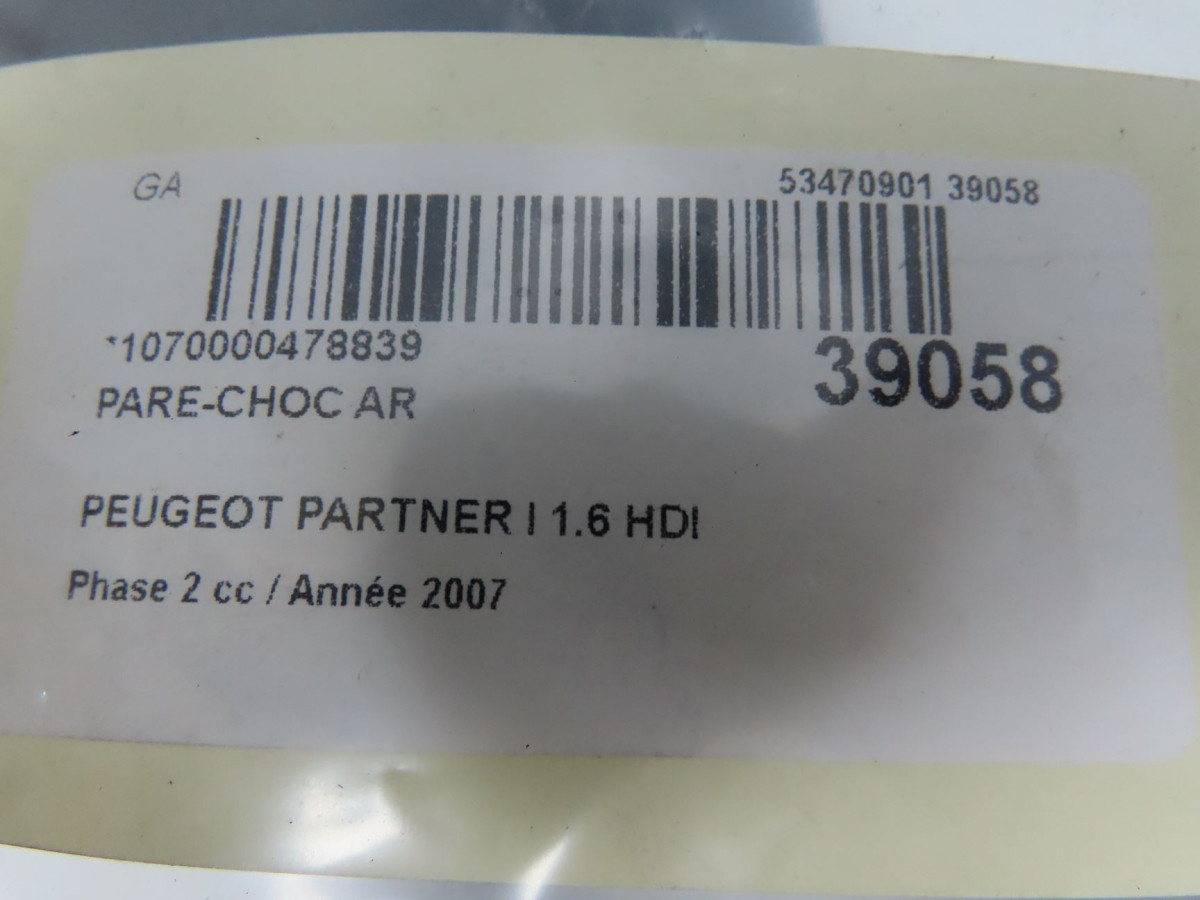 GA
53470901 39058
*1070000478839
39058
PARE-CHOC AR
PEUGEOT PARTNER I 1.6 HDI
Phase 2 cc / Année 2007